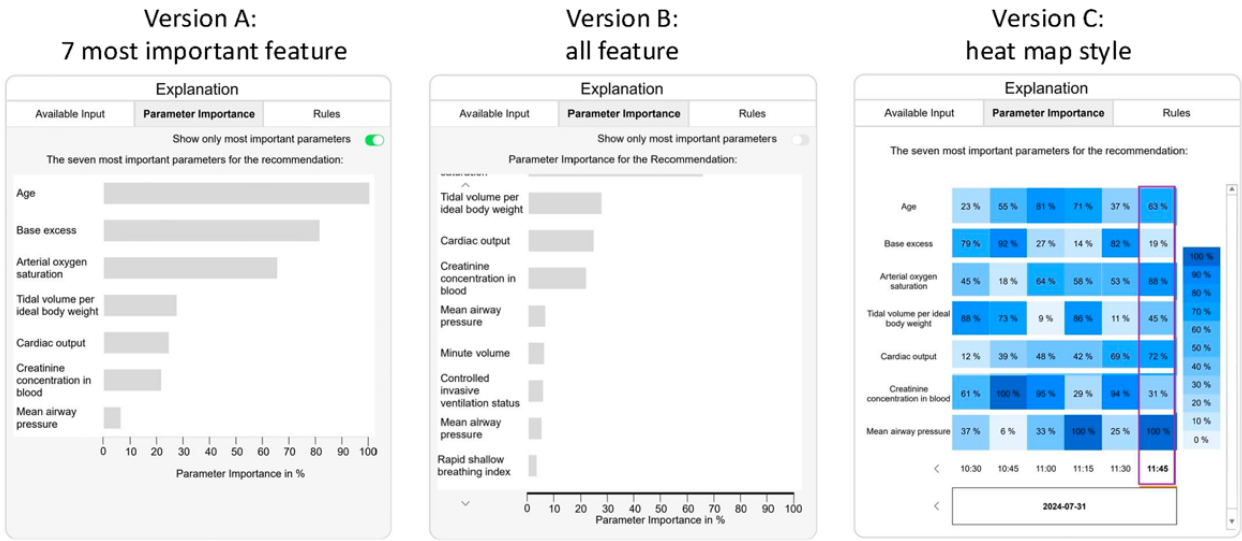 Version A:
7 most important feature
Explanation
Available Input Parameter Importance Rules
Show only most important parameters
The seven most important parameters for the recommendation:
Age
Base excess
Arterial oxygen
saturation
Tidal volume per
ideal body weight
Cardiac output
Creatinine
concentration in
blood
Mean airway
pressure
0 10 20 30 40 50 60 70 80 90 100
Parameter Importance in %
Version B:
all feature
Explanation
Available Input Parameter Importance Rules
Show only most important parameters
Parameter Importance for the Recommendation:
saturation
Tidal volume per
ideal body weight
Cardiac output
Creatinine
concentration in
blood
Mean airway
pressure
Minute volume
Controlled
invasive
ventilation status
Mean airway
pressure
Rapid shallow
breathing index
0 10 20 30 40 50 60 70 80 90 100
Parameter Importance in %
Version C:
heat map style
Explanation
Available Input Parameter Importance Rules
The seven most important parameters for the recommendation:
Age 23 % 55 % 81 % 71 % 37 % 63 %
Base excess 79 % 92 % 27 % 14 % 82 % 19 %
Arterial oxygen
saturation 45 % 18 % 64 % 58 % 53 % 88 %
Tidal volume per ideal
body weight 88 % 73 % 9 % 86 % 11 % 45 %
Cardiac output 12 % 39 % 48 % 42 % 69 % 72 %
Creatinine
concentration in blood 61 % 100 % 95 % 29 % 94 % 31 %
Mean airway pressure 37 % 6 % 33 % 100 % 25 % 100 %
10:30 10:45 11:00 11:15 11:30 11:45
2024-07-31
100 %
90 %
80 %
70 %
60 %
50 %
40 %
30 %
20 %
10 %
0 %